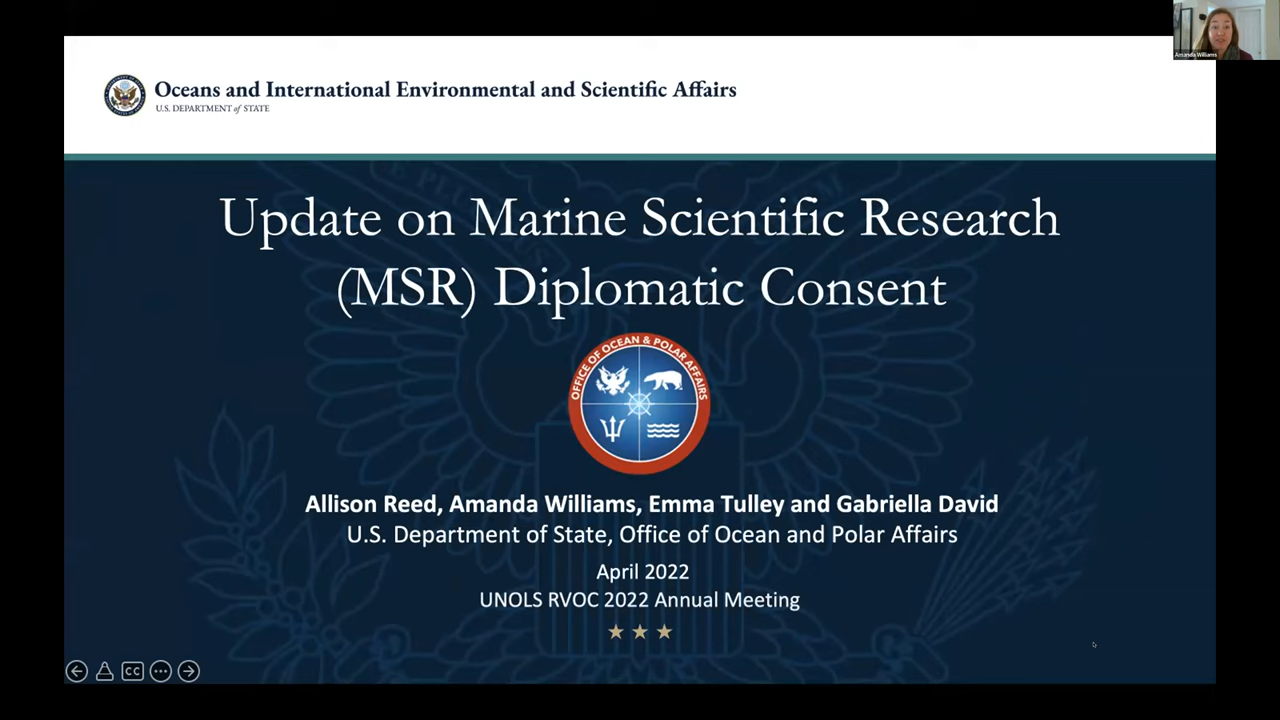 Amanda Williams
Oceans and International Environmental and Scientific Affairs
U.S. DEPARTMENT of STATE
Update on Marine Scientific Research
(MSR) Diplomatic Consent
OFFICE OF OCEAN & POLAR AFFAIRS
Allison Reed, Amanda Williams, Emma Tulley and Gabriella David
U.S. Department of State, Office of Ocean and Polar Affairs
April 2022
UNOLS RVOC 2022 Annual Meeting
CC